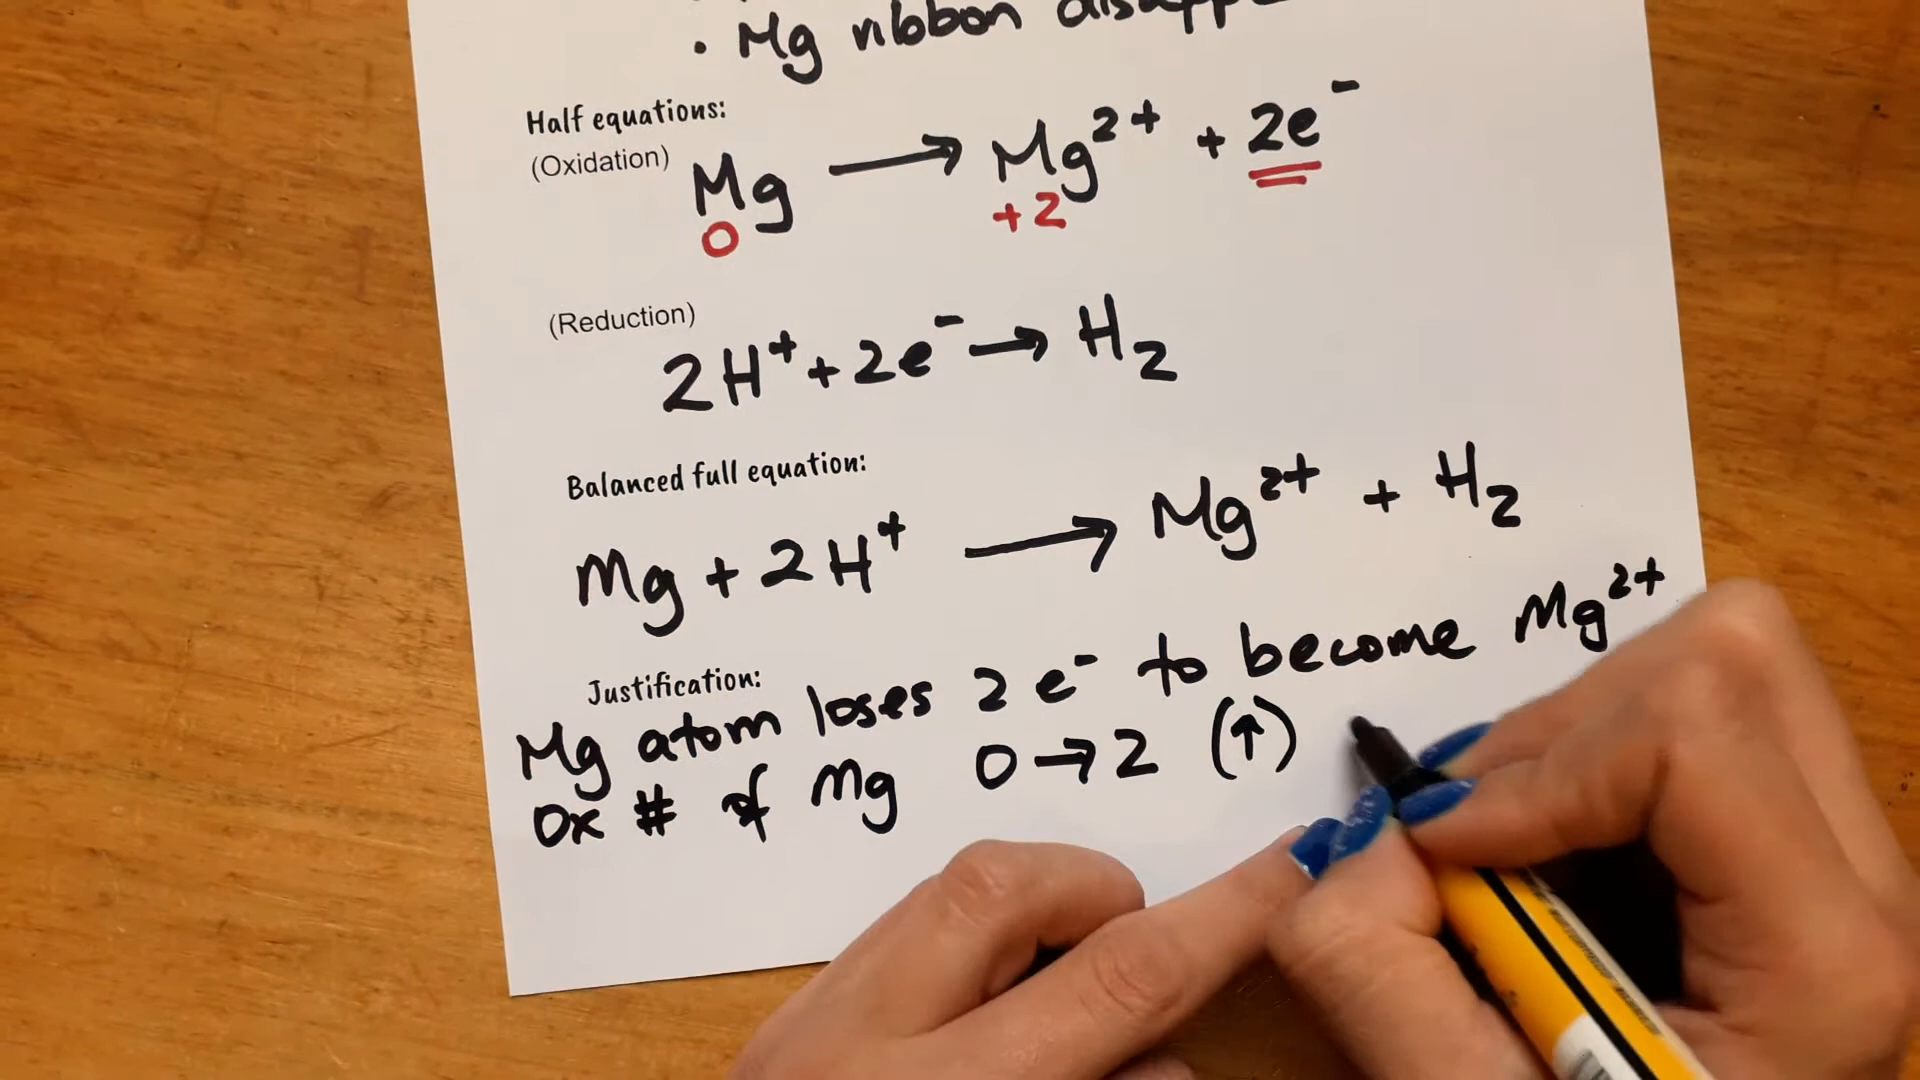 • Mg ribbon
Half equations:
(Oxidation)
Mg → Mg²⁺ + 2e⁻
0 +2
(Reduction)
2H⁺ + 2e⁻ → H₂
Balanced full equation:
Mg + 2H⁺ → Mg²⁺ + H₂
Justification:
Mg atom loses 2e⁻ to become Mg²⁺
Ox # of Mg 0 → 2 (↑)